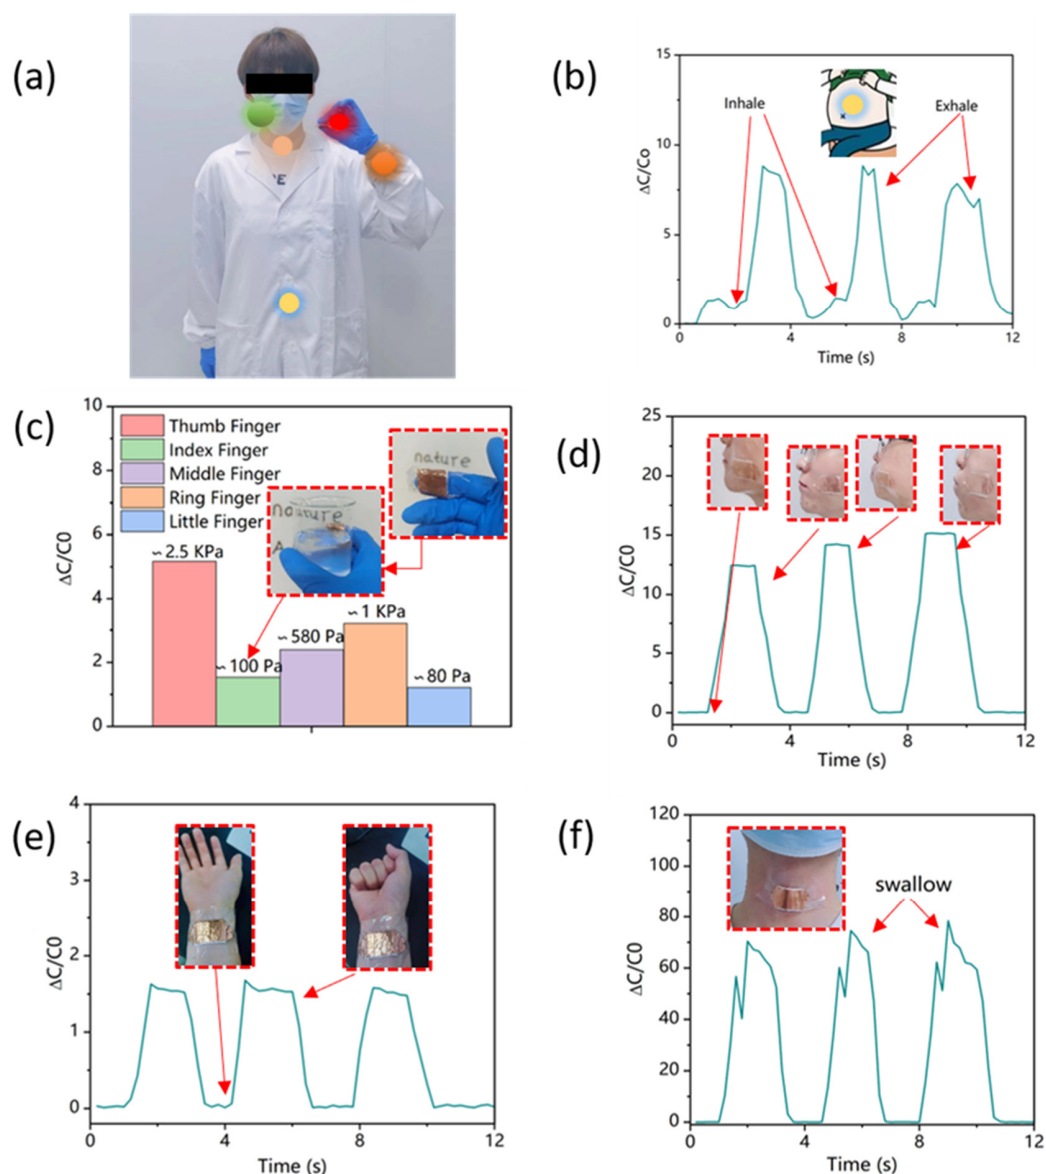 (a)
ƎE
(b)
15
10
5
0
ΔC/Co
Inhale
Exhale
0 4 8 12
Time (s)
(c)
10
8
6
4
2
0
ΔC/C0
Thumb Finger
Index Finger
Middle Finger
Ring Finger
Little Finger
nature
∽ 2.5 KPa
∽ 100 Pa
∽ 580 Pa
∽ 1 KPa
∽ 80 Pa
(d)
25
20
15
10
5
0
ΔC/C0
0 4 8 12
Time (s)
(e)
4
3
2
1
0
ΔC/C0
0 4 8 12
Time (s)
(f)
120
100
80
60
40
20
0
ΔC/C0
swallow
0 4 8 12
Time (s)